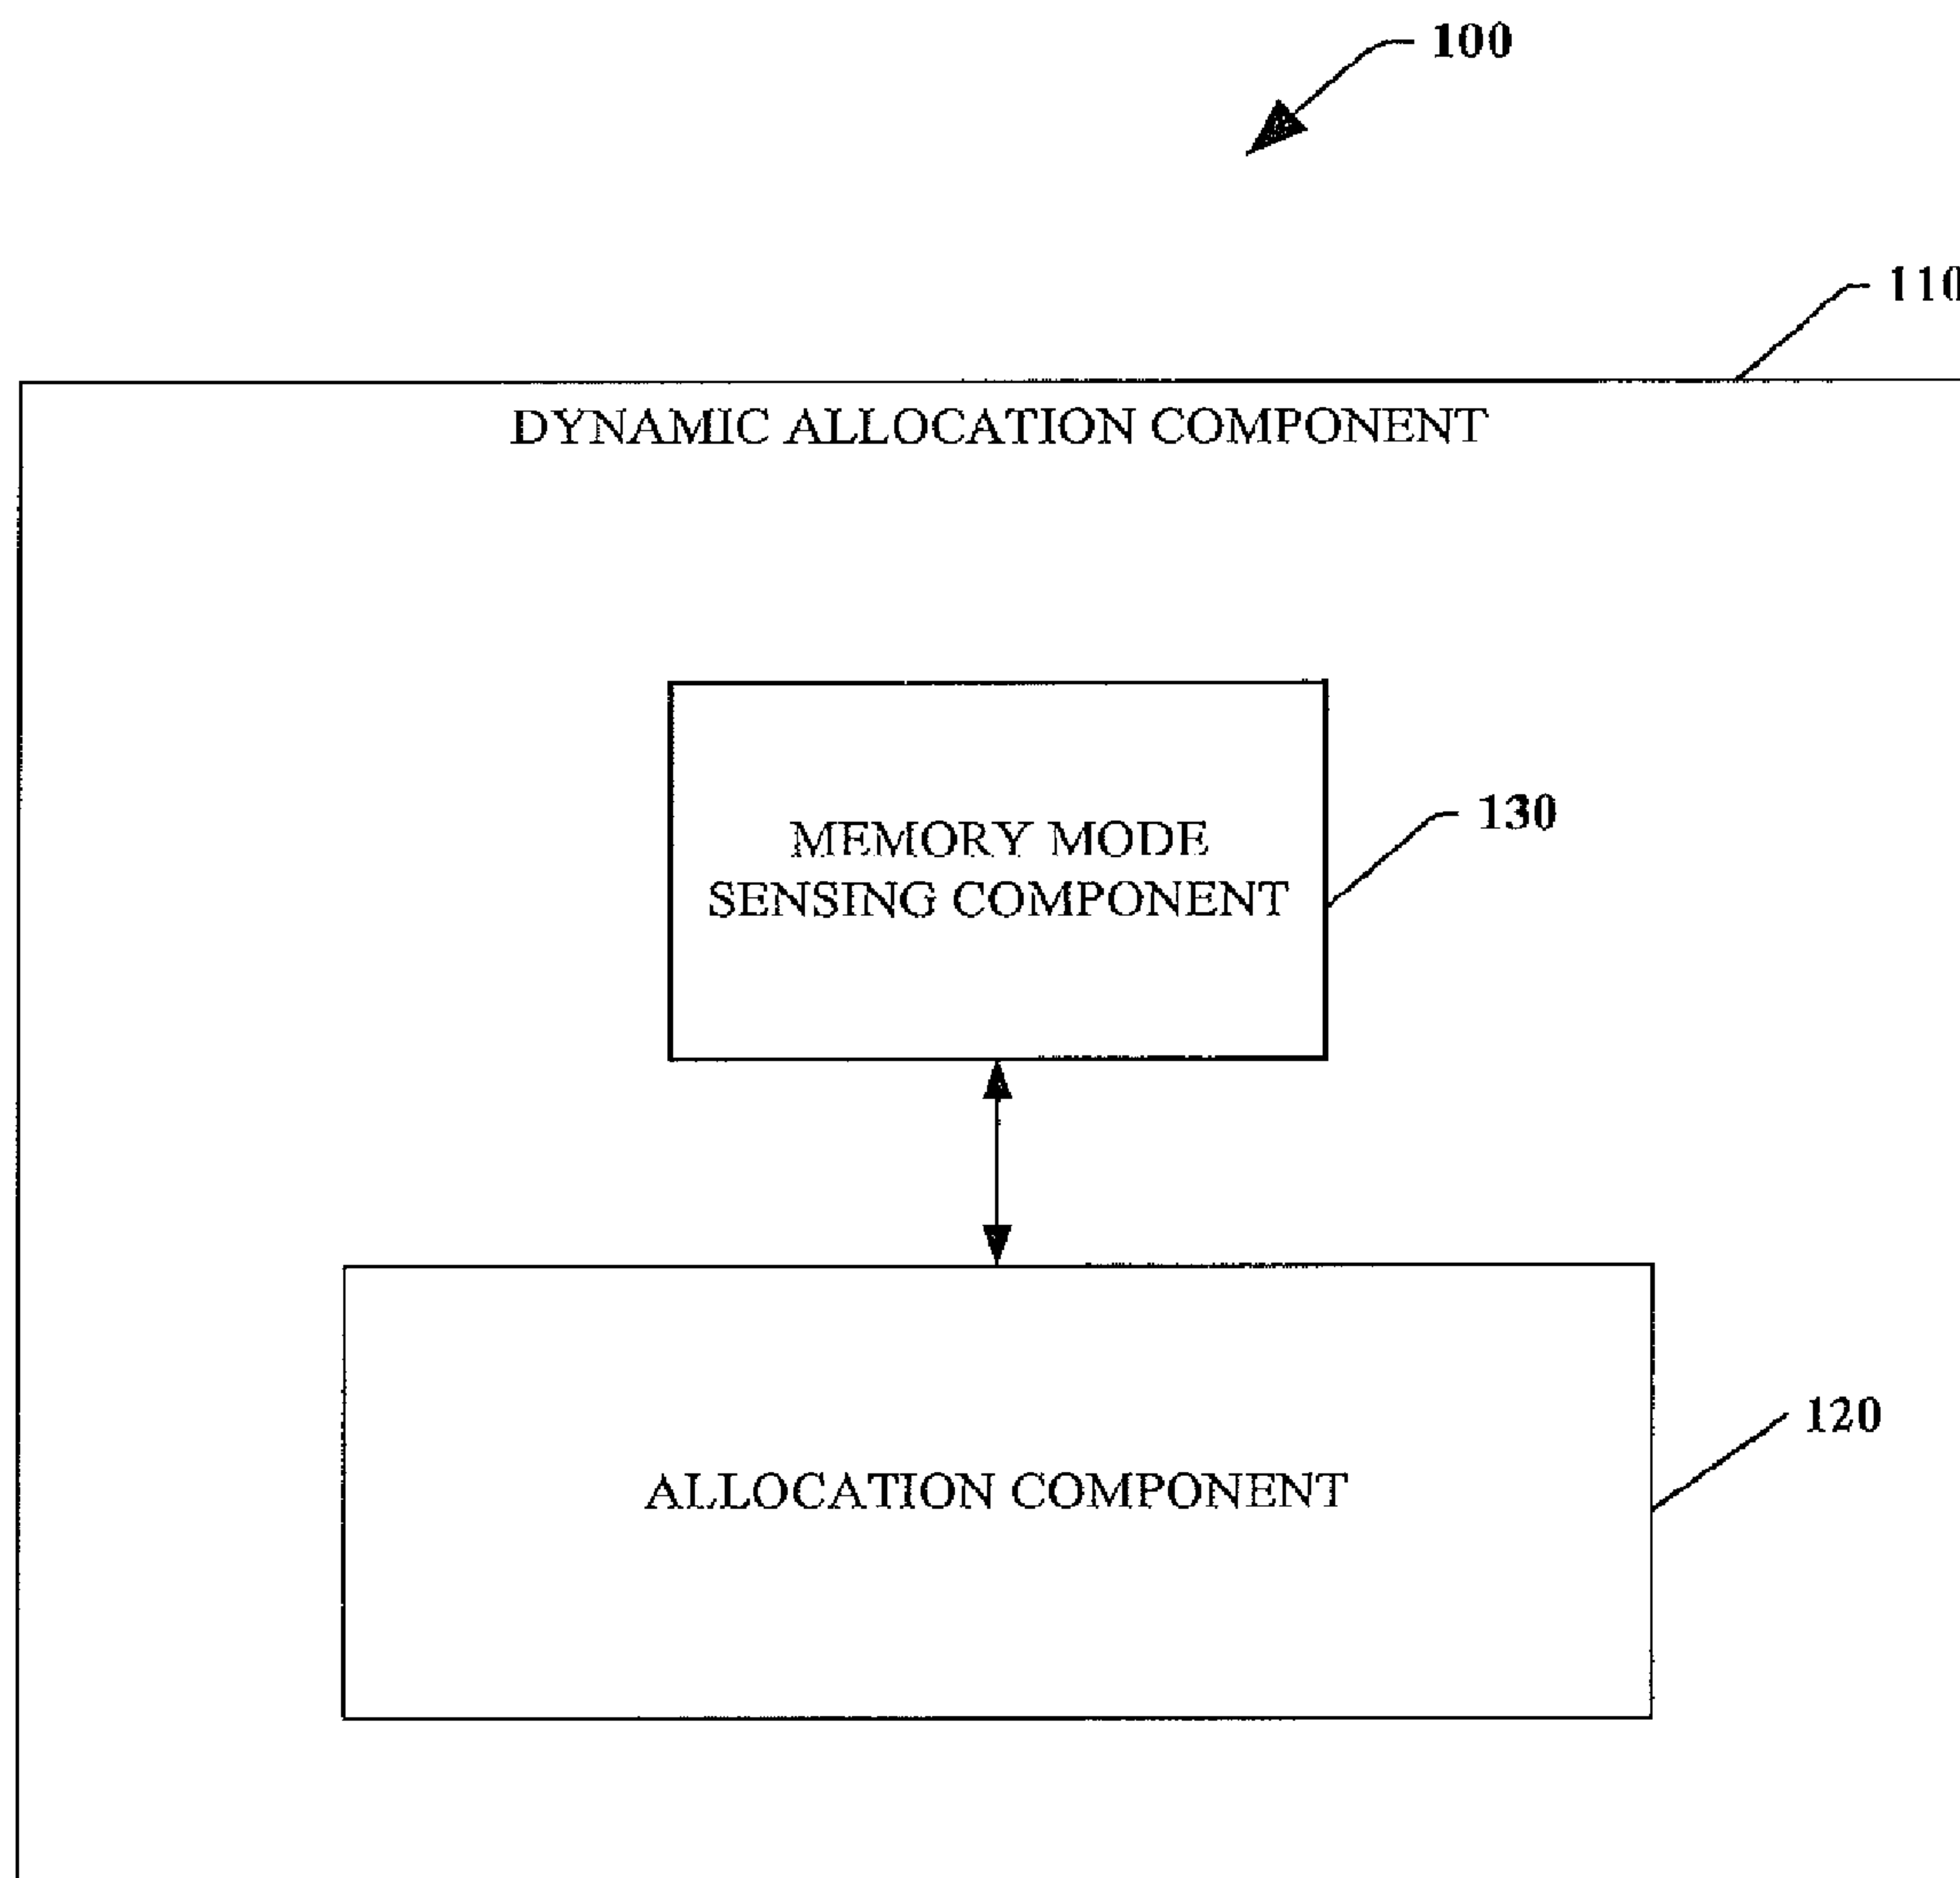 100
110
DYNAMIC ALLOCATION COMPONENT
MEMORY MODE
SENSING COMPONENT
130
120
ALLOCATION COMPONENT